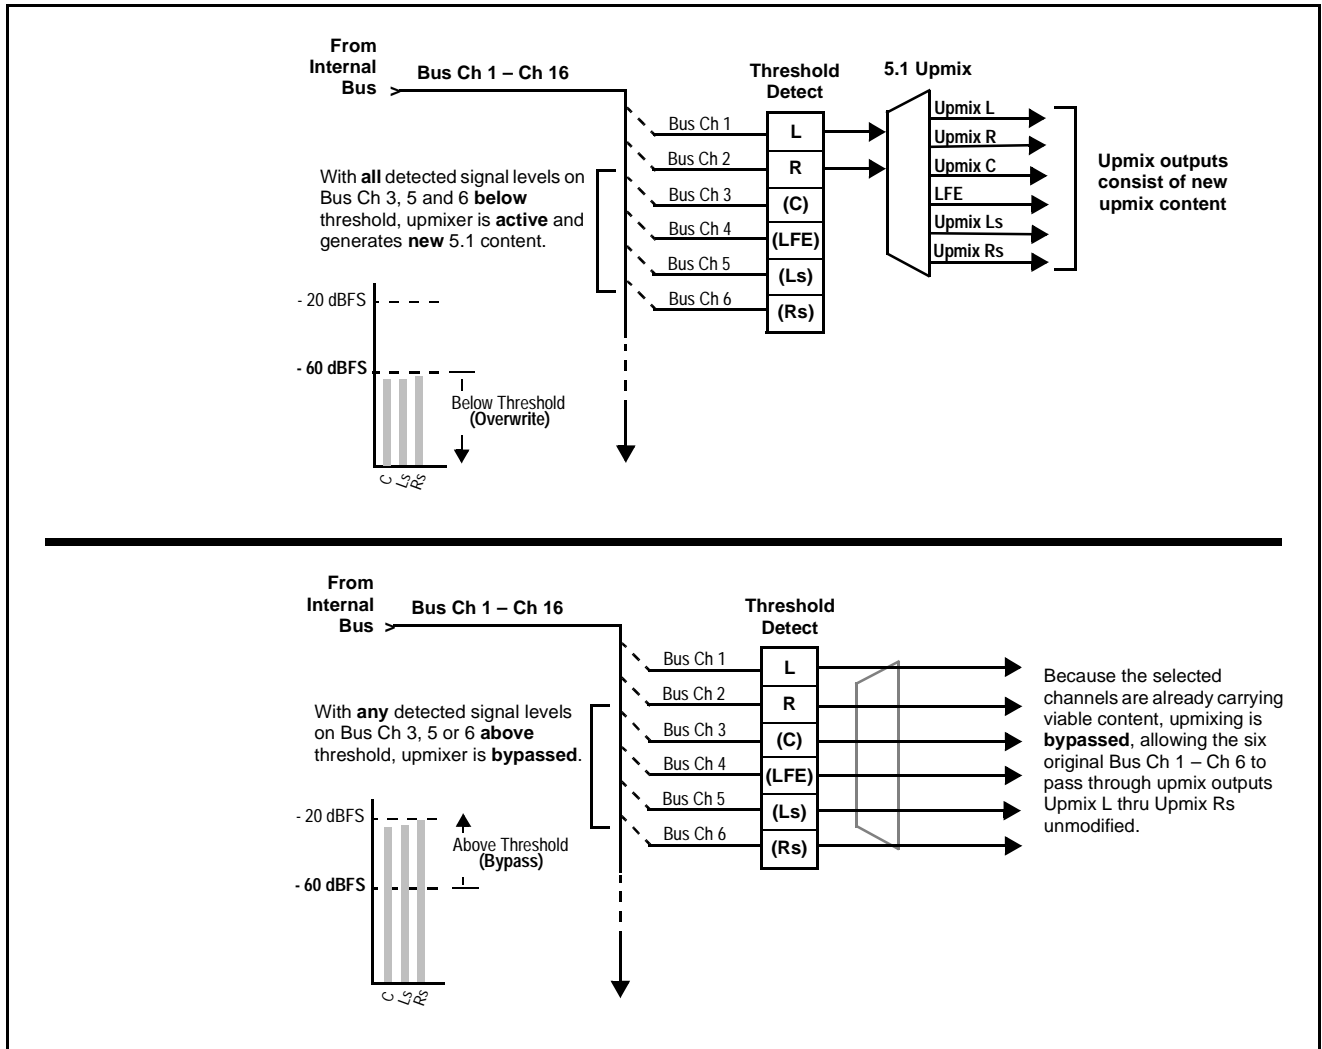 From
Internal
Bus >
Bus Ch 1 – Ch 16
Threshold
Detect
5.1 Upmix
Bus Ch 1
Bus Ch 2
Bus Ch 3
Bus Ch 4
Bus Ch 5
Bus Ch 6
L
R
(C)
(LFE)
(Ls)
(Rs)
Upmix L
Upmix R
Upmix C
LFE
Upmix Ls
Upmix Rs
Upmix outputs
consist of new
upmix content
With all detected signal levels on
Bus Ch 3, 5 and 6 below
threshold, upmixer is active and
generates new 5.1 content.
- 20 dBFS
- 60 dBFS
Below Threshold
(Overwrite)
C
Ls
Rs
From
Internal
Bus >
Bus Ch 1 – Ch 16
Threshold
Detect
Bus Ch 1
Bus Ch 2
Bus Ch 3
Bus Ch 4
Bus Ch 5
Bus Ch 6
L
R
(C)
(LFE)
(Ls)
(Rs)
Because the selected
channels are already carrying
viable content, upmixing is
bypassed, allowing the six
original Bus Ch 1 – Ch 6 to
pass through upmix outputs
Upmix L thru Upmix Rs
unmodified.
With any detected signal levels
on Bus Ch 3, 5 or 6 above
threshold, upmixer is bypassed.
- 20 dBFS
Above Threshold
(Bypass)
- 60 dBFS
C
Ls
Rs